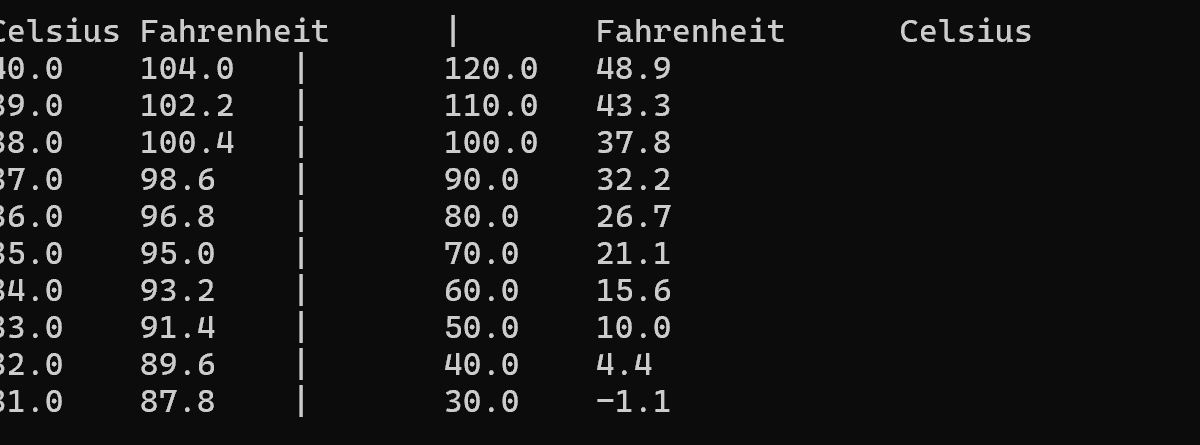 Celsius Fahrenheit | Fahrenheit Celsius
40.0 104.0 | 120.0 48.9
39.0 102.2 | 110.0 43.3
38.0 100.4 | 100.0 37.8
37.0 98.6 | 90.0 32.2
36.0 96.8 | 80.0 26.7
35.0 95.0 | 70.0 21.1
34.0 93.2 | 60.0 15.6
33.0 91.4 | 50.0 10.0
32.0 89.6 | 40.0 4.4
31.0 87.8 | 30.0 -1.1